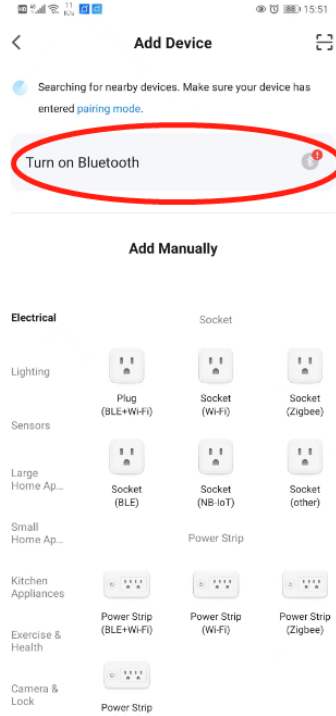 HD 11 K/s 88 15:51
Add Device
Searching for nearby devices. Make sure your device has
entered pairing mode.
Turn on Bluetooth
Add Manually
Electrical
Socket
Lighting
Plug
(BLE+Wi-Fi)
Socket
(Wi-Fi)
Socket
(Zigbee)
Sensors
Large
Home Ap...
Socket
(BLE)
Socket
(NB-IoT)
Socket
(other)
Small
Home Ap...
Power Strip
Kitchen
Appliances
Power Strip
(BLE+Wi-Fi)
Power Strip
(Wi-Fi)
Power Strip
(Zigbee)
Exercise &
Health
Camera &
Lock
Power Strip